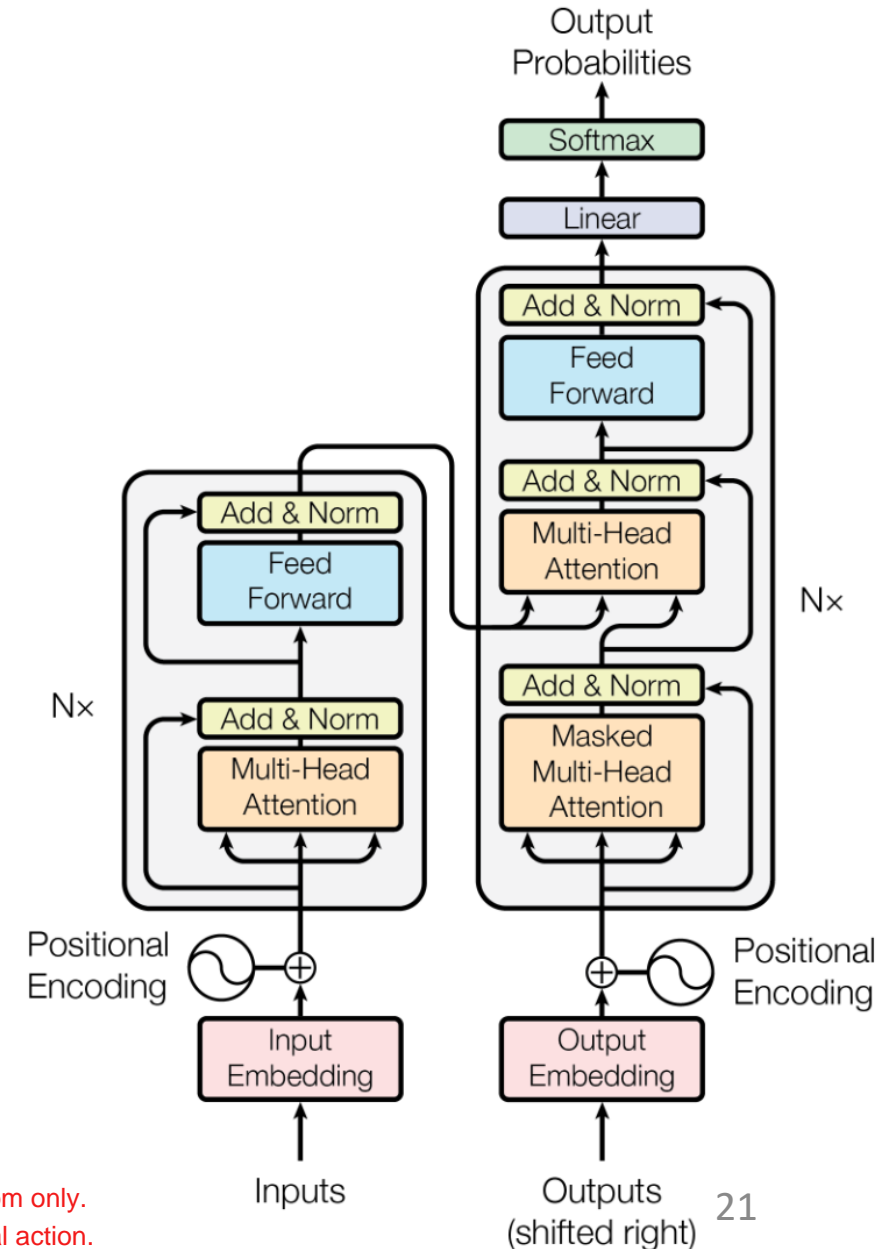 Output
Probabilities
Softmax
Linear
Add & Norm
Feed
Forward
Add & Norm
Multi-Head
Attention
N×
Add & Norm
Masked
Multi-Head
Attention
Add & Norm
Feed
Forward
N×
Add & Norm
Multi-Head
Attention
Positional
Encoding
Positional
Encoding
Input
Embedding
Output
Embedding
Inputs
Outputs
(shifted right)
21
only.
action.